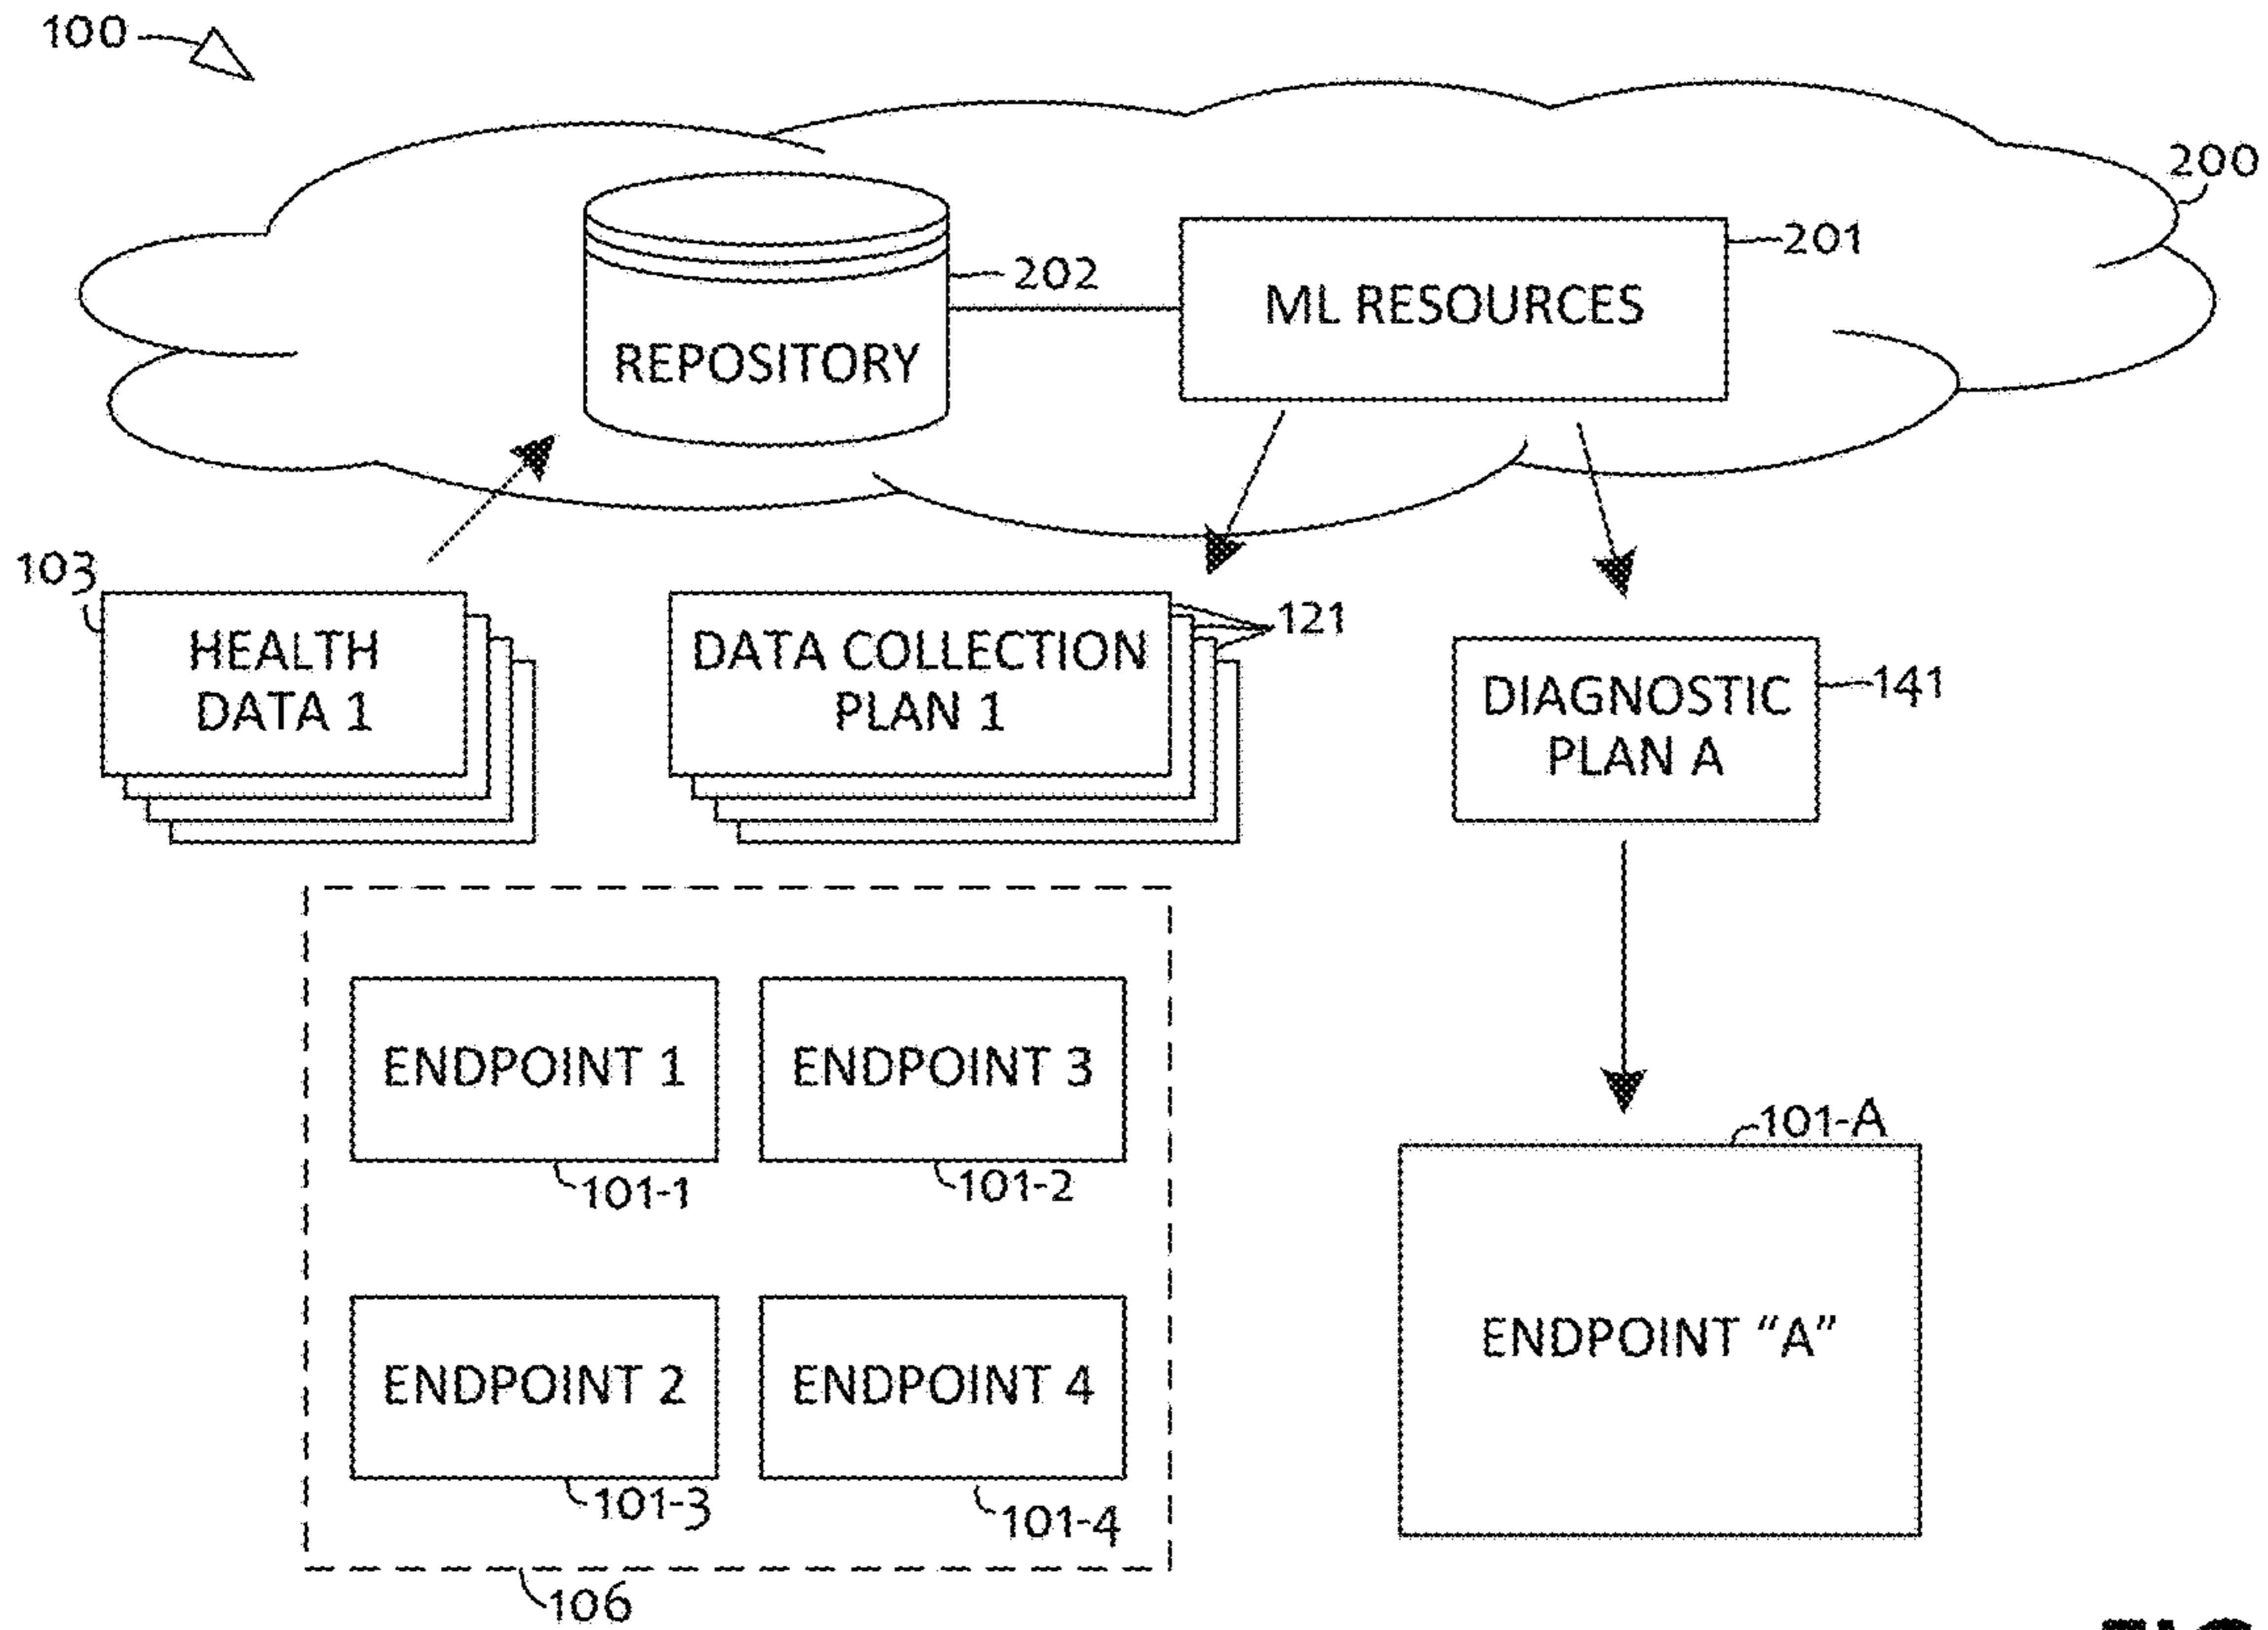 100
200
201
202
ML RESOURCES
REPOSITORY
103
HEALTH
DATA 1
DATA COLLECTION
PLAN 1
121
DIAGNOSTIC
PLAN A
141
ENDPOINT 1
101-1
ENDPOINT 3
101-2
101-A
ENDPOINT "A"
ENDPOINT 2
101-3
ENDPOINT 4
101-4
106